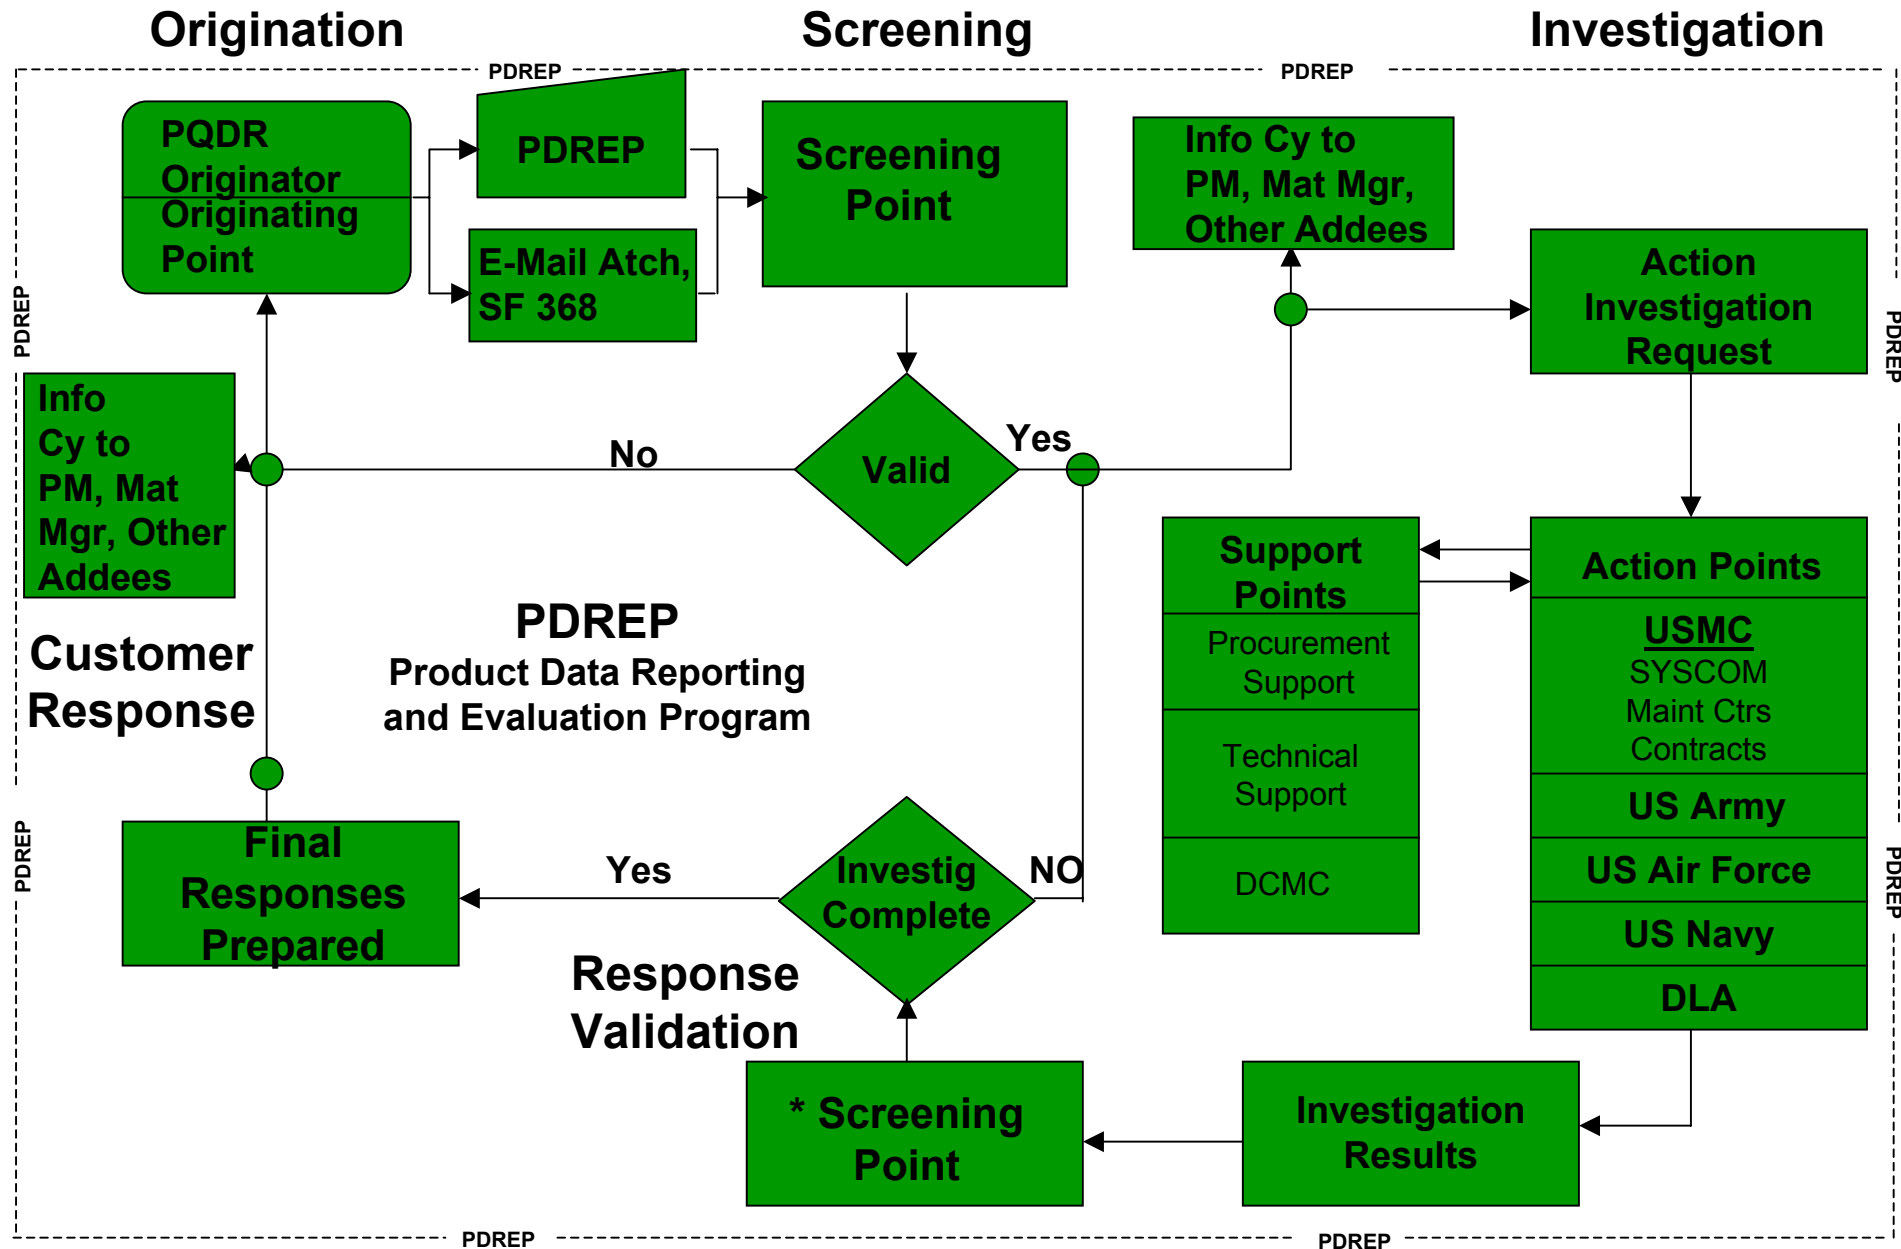 Origination
Screening
Investigation
PDREP
PDREP
PQDR
Originator
Originating
Point
PDREP
E-Mail Atch,
SF 368
Screening
Point
Info Cy to
PM, Mat Mgr,
Other Addees
Action
Investigation
Request
PDREP
PDREP
Info
Cy to
PM, Mat
Mgr, Other
Addees
No
Valid
Yes
Support
Points
Procurement
Support
Technical
Support
DCMC
Action Points
USMC
SYSCOM
Maint Ctrs
Contracts
US Army
US Air Force
US Navy
DLA
Customer
Response
PDREP
Product Data Reporting
and Evaluation Program
PDREP
PDREP
Final
Responses
Prepared
Yes
Investig
Complete
NO
Response
Validation
* Screening
Point
Investigation
Results
PDREP
PDREP